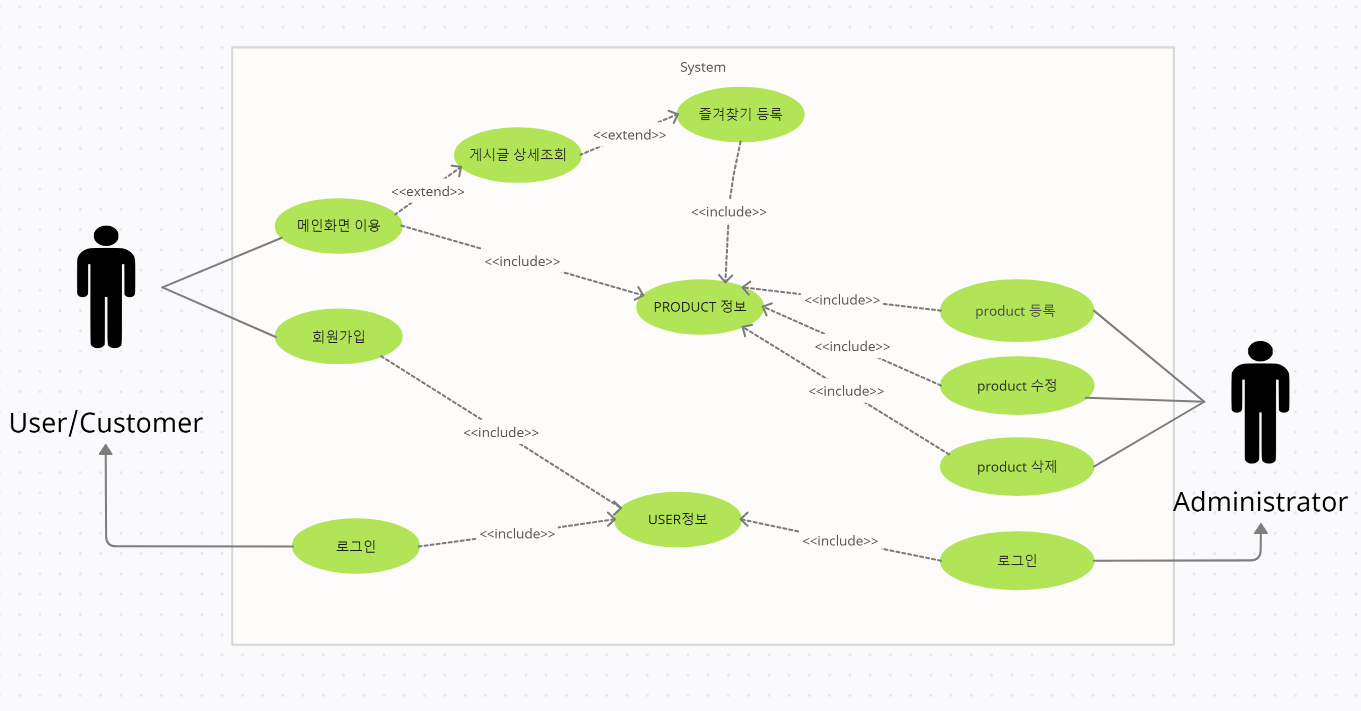 System
즐겨찾기 등록
<<extend>>
게시글 상세조회
<<extend>>
메인화면 이용
<<include>>
<<include>>
PRODUCT 정보
<<include>>
product 등록
회원가입
<<include>>
product 수정
<<include>>
User/Customer
<<include>>
product 삭제
Administrator
USER정보
<<include>>
로그인
<<include>>
로그인